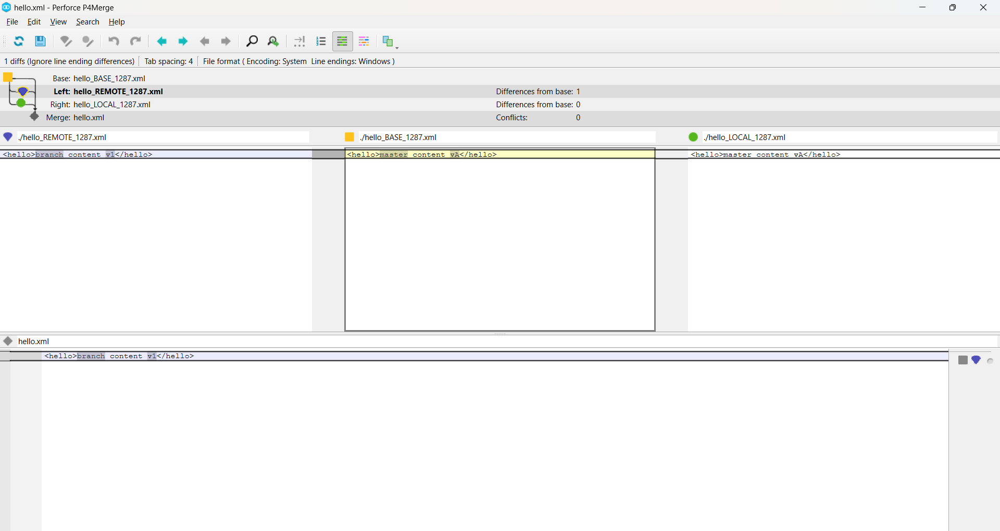 hello.xml - Perforce P4Merge
File Edit View Search Help
1 diffs (Ignore line ending differences) Tab spacing: 4 File format ( Encoding: System Line endings: Windows )
Base: hello_BASE_1287.xml
Left: hello_REMOTE_1287.xml Differences from base: 1
Right: hello_LOCAL_1287.xml Differences from base: 0
Merge: hello.xml Conflicts: 0
./hello_REMOTE_1287.xml ./hello_BASE_1287.xml ./hello_LOCAL_1287.xml
<hello>branch content v1</hello> <hello>master content vA</hello> <hello>master content vA</hello>
hello.xml
<hello>branch content v1</hello>